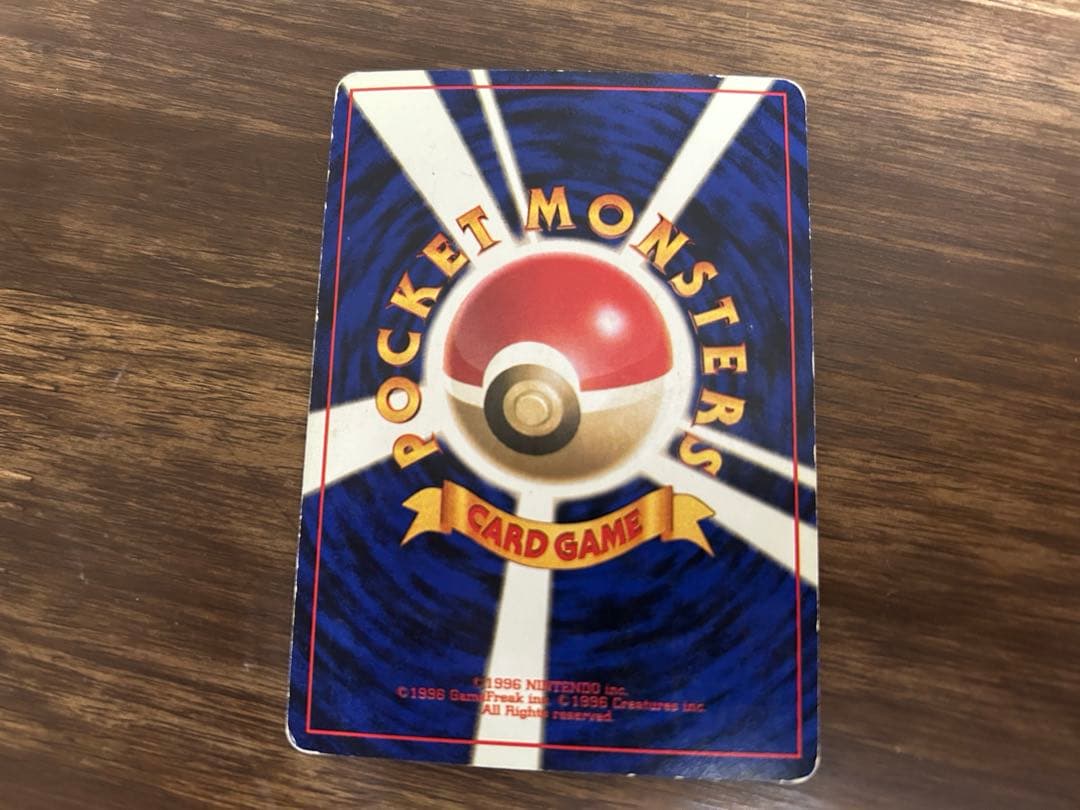 POCKET MONSTERS
CARD GAME
©1996 NINTENDO inc.
©1996 GameFreak inc. ©1996 Creatures inc.
All Rights reserved.